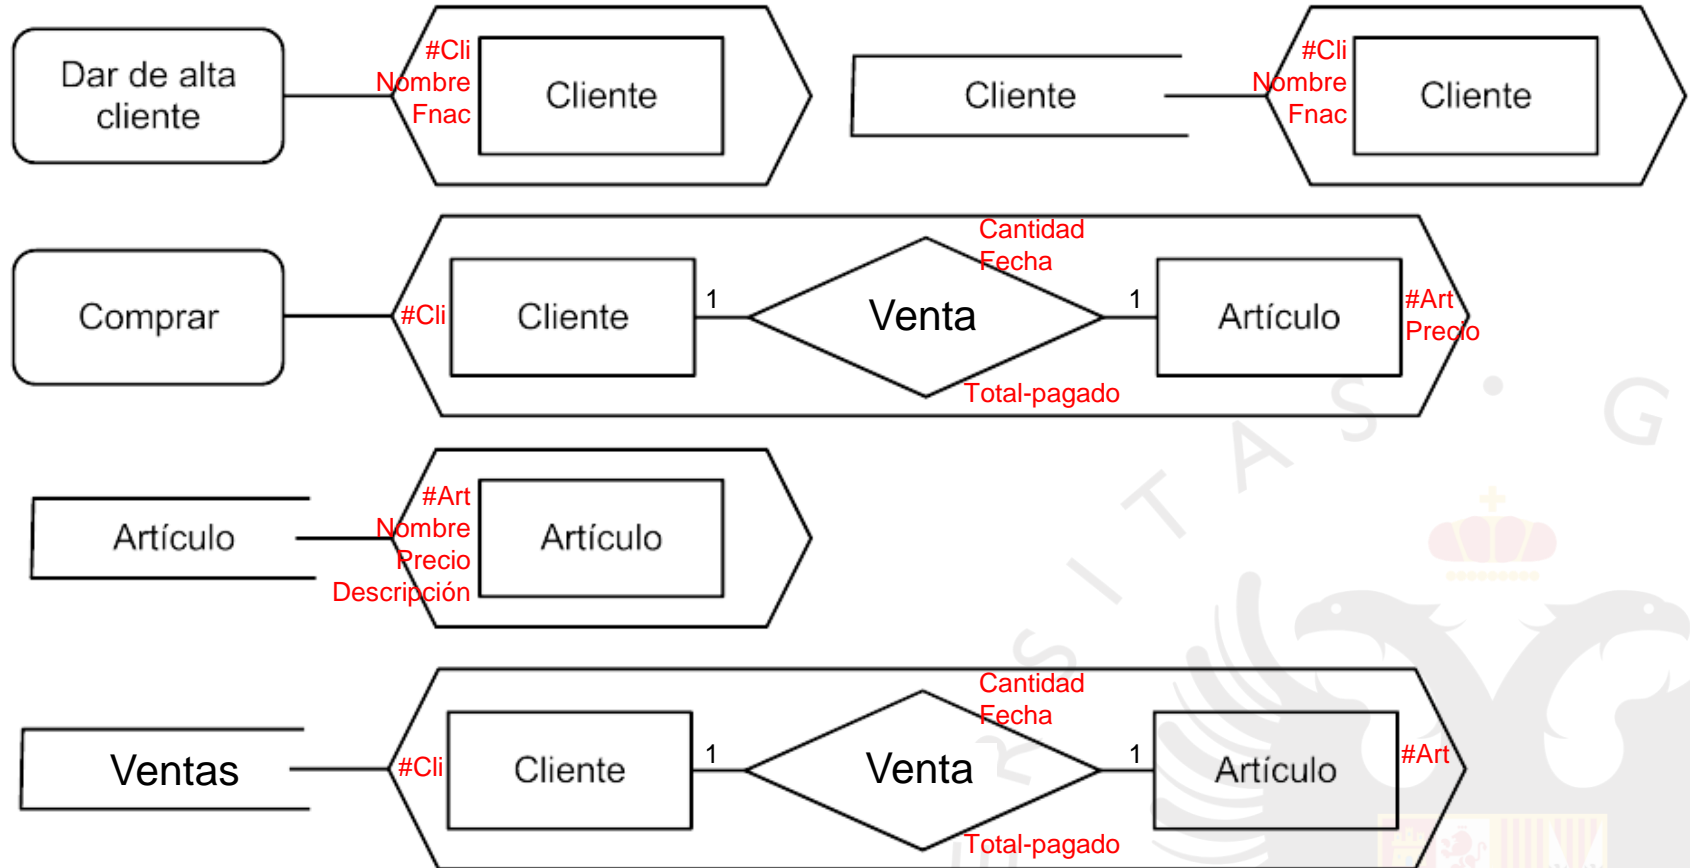 Dar de alta
cliente
#Cli
Nombre
Fnac
Cliente
Cliente
#Cli
Nombre
Fnac
Cliente
Comprar
#Cli
Cliente
1
Cantidad
Fecha
Venta
Total-pagado
1
Artículo
#Art
Precio
Artículo
#Art
Nombre
Precio
Descripción
Artículo
Ventas
#Cli
Cliente
1
Cantidad
Fecha
Venta
Total-pagado
1
Artículo
#Art
R S I T A S · G